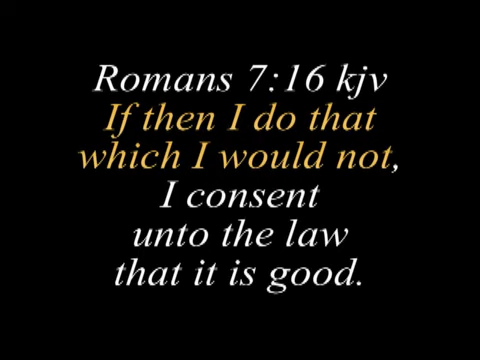 Romans 7:16 kjv
If then I do that
which I would not,
I consent
unto the law
that it is good.